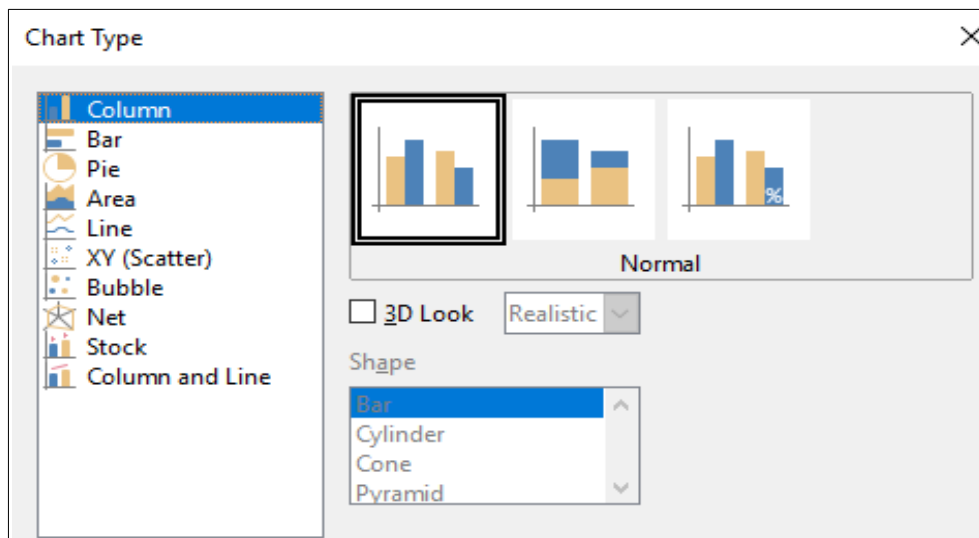 Chart Type
Column
Bar
Pie
Area
Line
XY (Scatter)
Bubble
Net
Stock
Column and Line
%
Normal
3D Look
Realistic
Shape
Bar
Cylinder
Cone
Pyramid